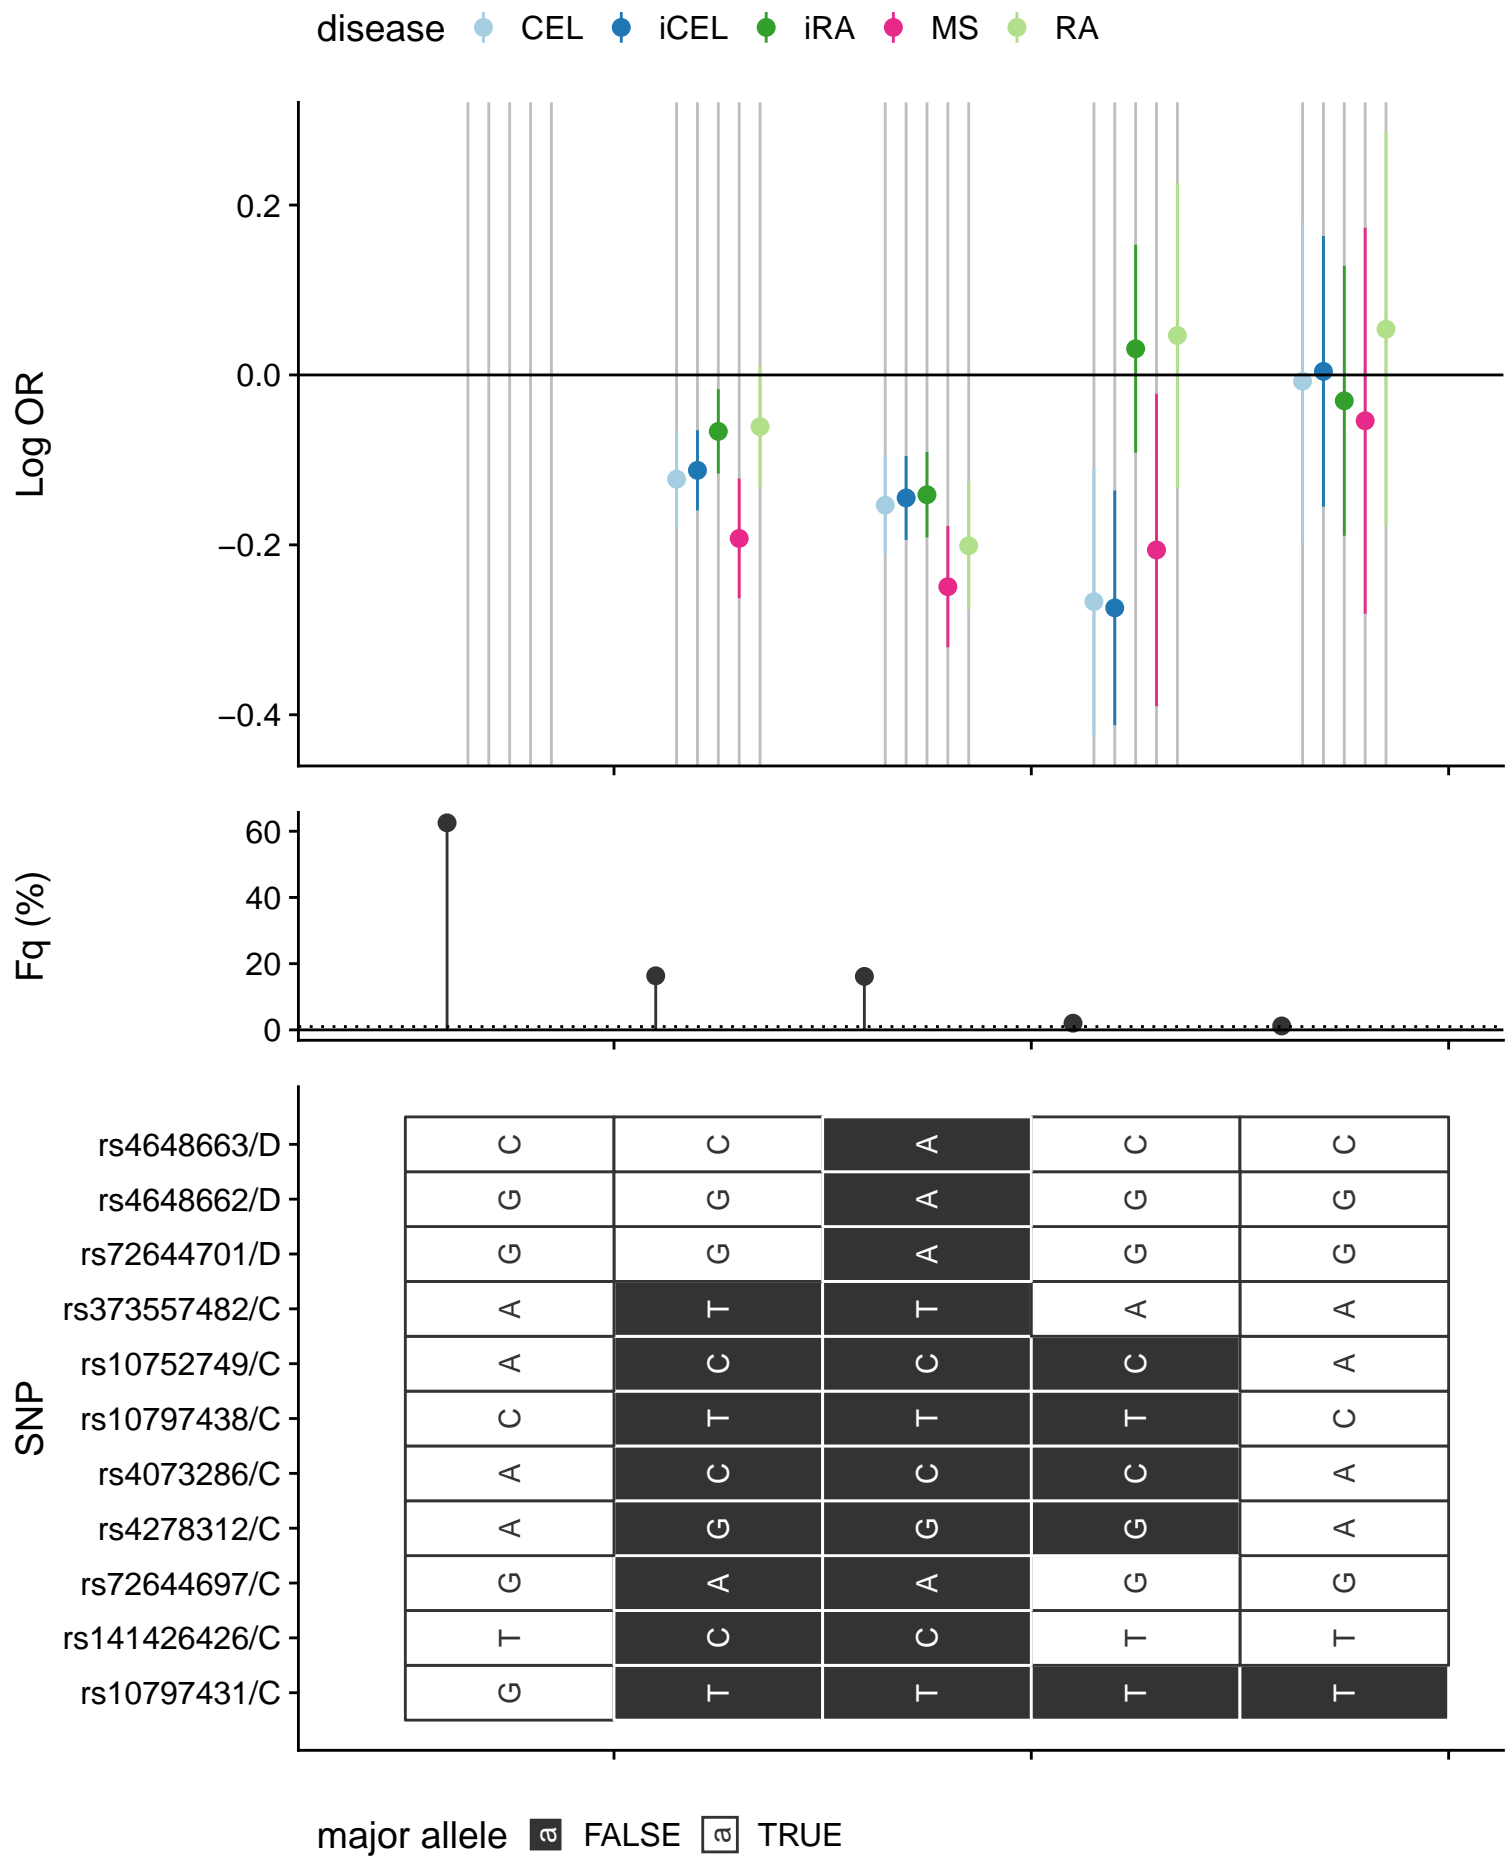 disease CEL iCEL iRA MS RA
Log OR
0.2
0.0
−0.2
−0.4
Fq (%)
60
40
20
0
SNP
rs4648663/D C C A C C
rs4648662/D G G A G G
rs72644701/D G G A G G
rs373557482/C A T T A A
rs10752749/C A C C C A
rs10797438/C C T T T C
rs4073286/C A C C C A
rs4278312/C A G G G A
rs72644697/C G A A G G
rs141426426/C T C C T T
rs10797431/C G T T T T
major allele a FALSE a TRUE